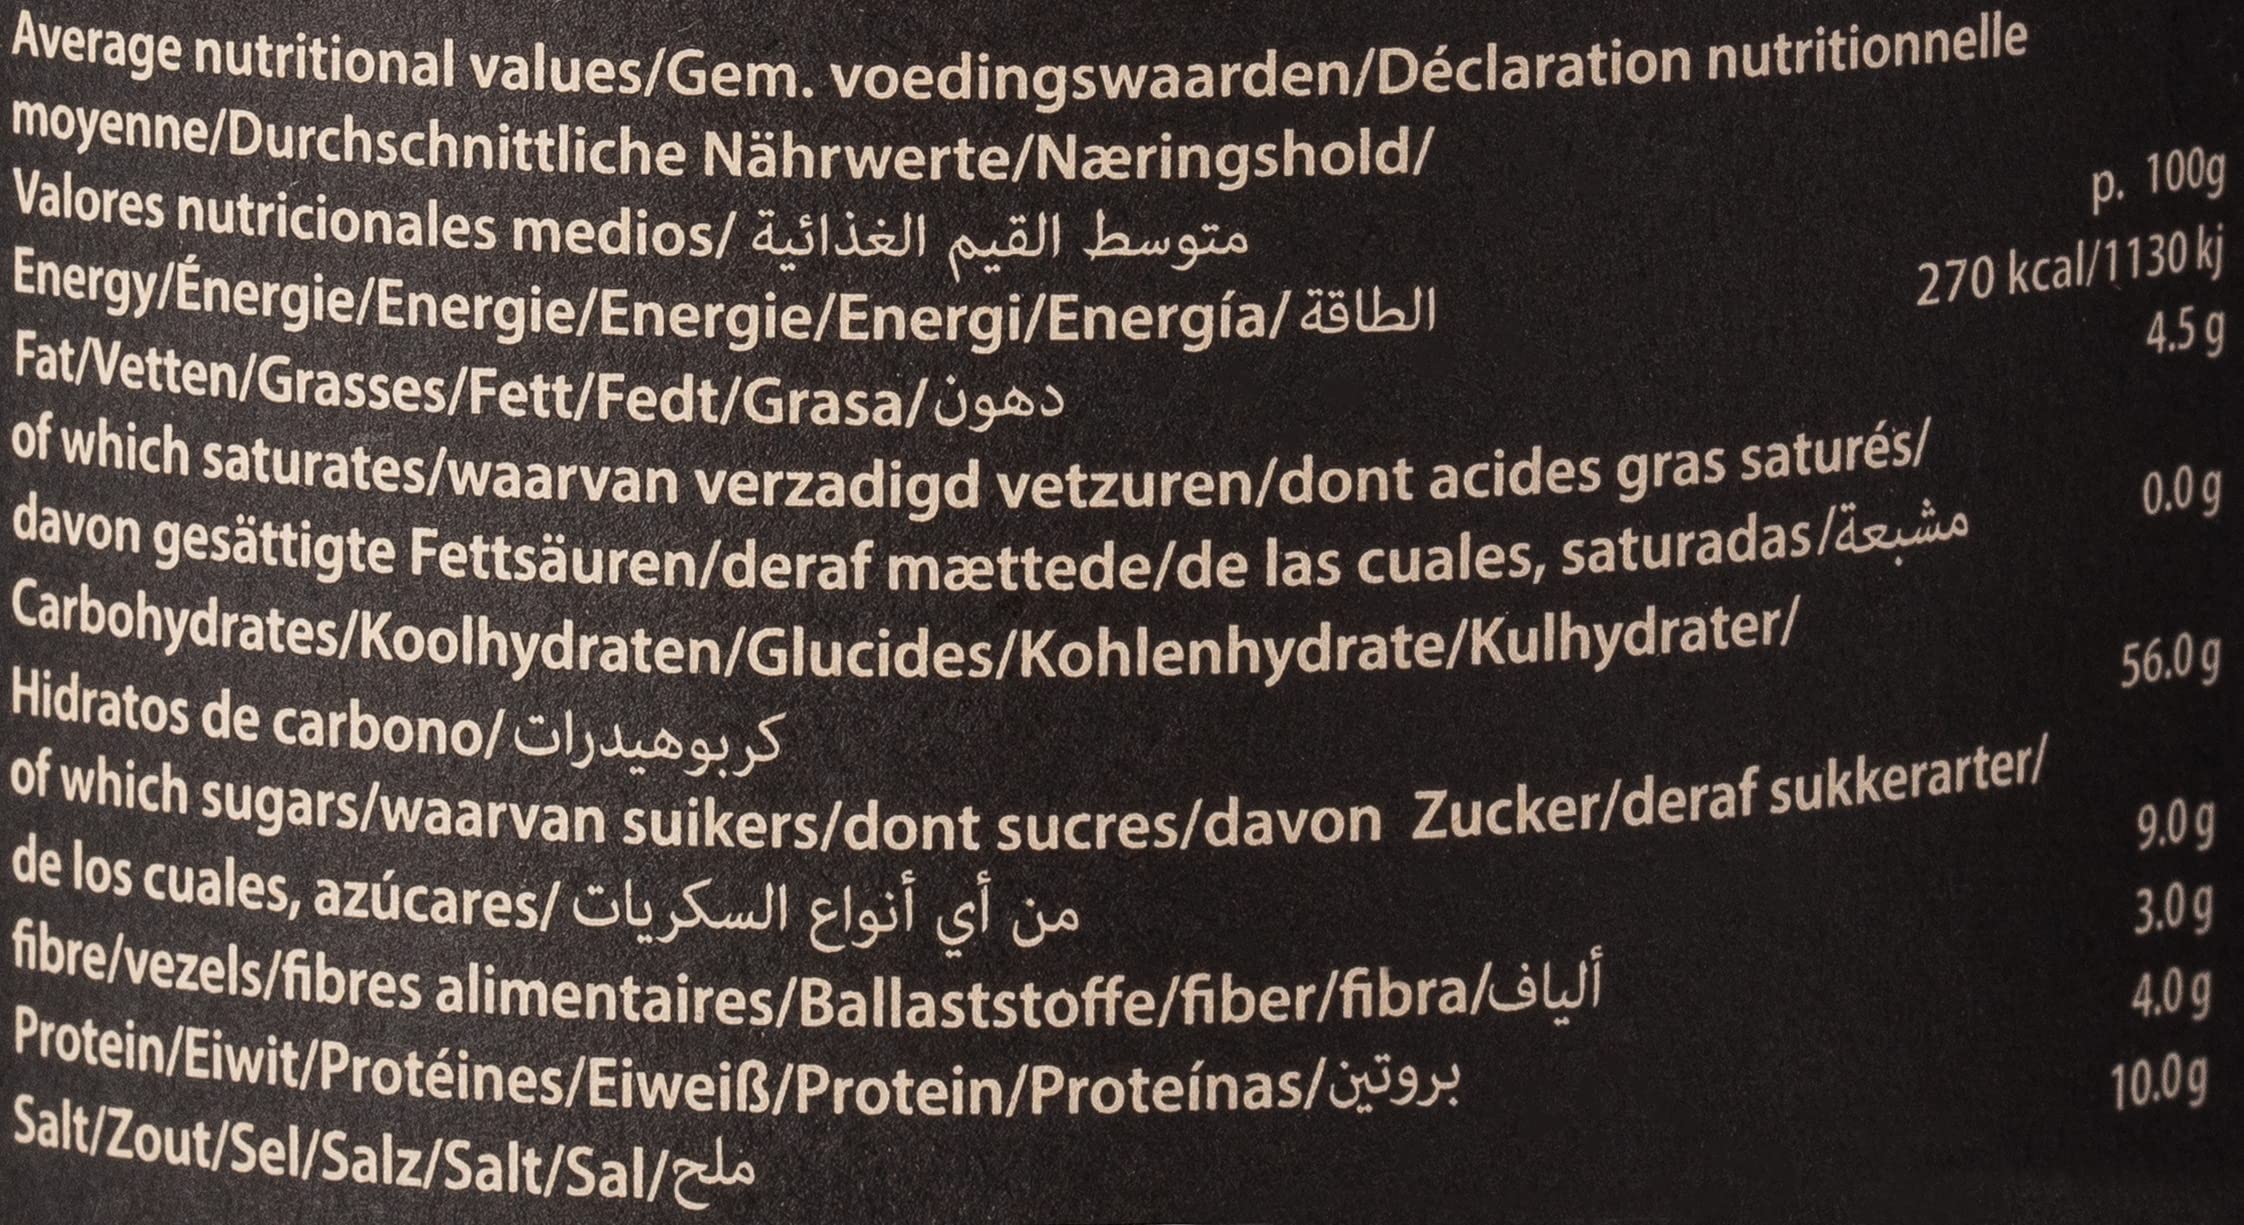 Average nutritional values/Gem. voedingswaarden/Déclaration nutritionnelle
moyenne/Durchschnittliche Nährwerte/Næringshold/
Valores nutricionales medios/ متوسط القيم الغذائية p. 100g
Energy/Énergie/Energie/Energie/Energi/Energía/ الطاقة 270 kcal/1130 kj
Fat/Vetten/Grasses/Fett/Fedt/Grasa/دهون 4.5 g
of which saturates/waarvan verzadigd vetzuren/dont acides gras saturés/
davon gesättigte Fettsäuren/deraf mættede/de las cuales, saturadas/مشبعة 0.0 g
Carbohydrates/Koolhydraten/Glucides/Kohlenhydrate/Kulhydrater/
Hidratos de carbono/ كربوهيدرات 56.0 g
of which sugars/waarvan suikers/dont sucres/davon Zucker/deraf sukkerarter/
de los cuales, azúcares/ من أي أنواع السكريات 9.0 g
fibre/vezels/fibres alimentaires/Ballaststoffe/fiber/fibra/ألياف 3.0 g
Protein/Eiwit/Protéines/Eiweiß/Protein/Proteínas/بروتين 4.0 g
Salt/Zout/Sel/Salz/Salt/Sal/ملح 10.0 g